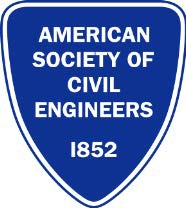 AMERICAN
SOCIETY OF
CIVIL
ENGINEERS
1852